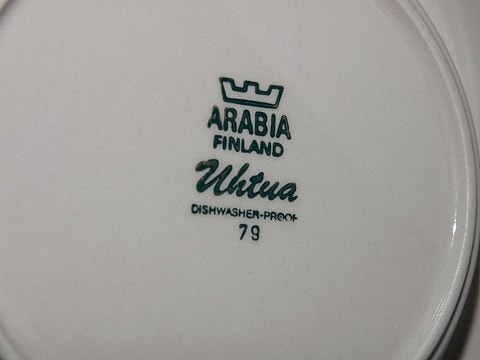 ARABIA
FINLAND
Uhtua
DISHWASHER-PROOF
79